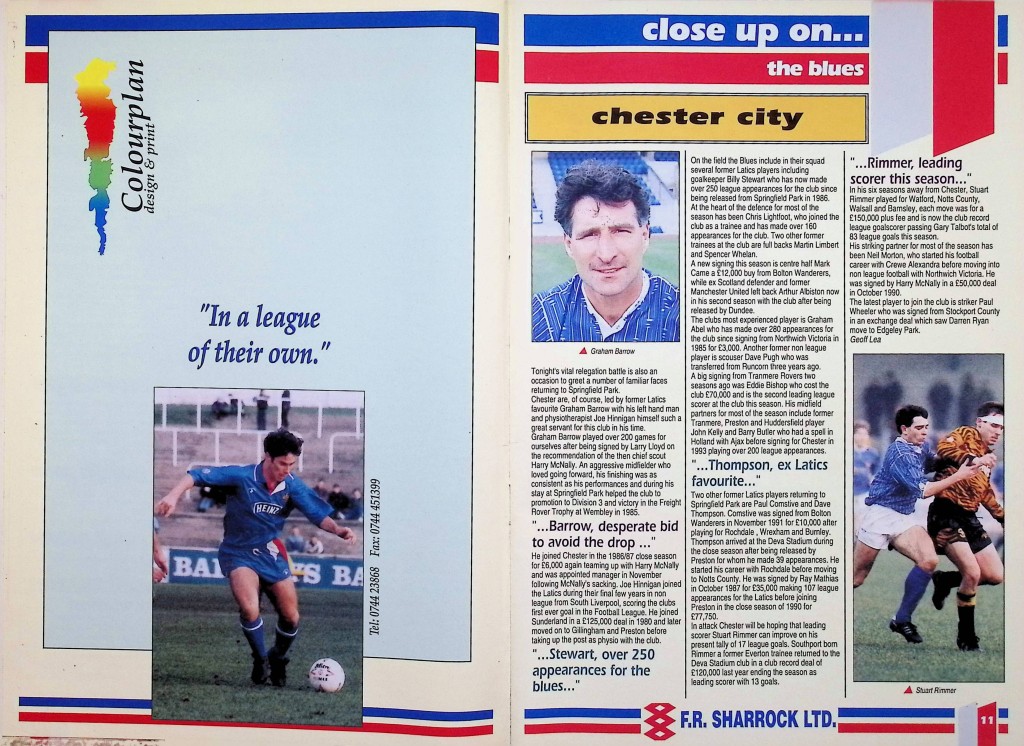 Colourplan
design & print
"In a league
of their own."
HEINZ
BAL
'S BA
Mitre
Tel: 0744 23868 Fax: 0744 451399
close up on...
the blues
chester city
Graham Barrow
Tonight's vital relegation battle is also an
occasion to greet a number of familiar faces
returning to Springfield Park.
Chester are, of course, led by former Latics
favourite Graham Barrow with his left hand man
and physiotherapist Joe Hinnigan himself such a
great servant for this club in his time.
Graham Barrow played over 200 games for
ourselves after being signed by Larry Lloyd on
the recommendation of the then chief scout
Harry McNally. An aggressive midfielder who
loved going forward, his finishing was as
consistent as his performances and during his
stay at Springfield Park helped the club to
promotion to Division 3 and victory in the Freight
Rover Trophy at Wembley in 1985.
"...Barrow, desperate bid
to avoid the drop ..."
He joined Chester in the 1986/87 close season
for £6,000 again teaming up with Harry McNally
and was appointed manager in November
following McNally's sacking. Joe Hinnigan joined
the Latics during their final few years in non
league from South Liverpool, scoring the clubs
first ever goal in the Football League. He joined
Sunderland in a £125,000 deal in 1980 and later
moved on to Gillingham and Preston before
taking up the post as physio with the club.
"...Stewart, over 250
appearances for the
blues..."
On the field the Blues include in their squad
several former Latics players including
goalkeeper Billy Stewart who has now made
over 250 league appearances for the club since
being released from Springfield Park in 1986.
At the heart of the defence for most of the
season has been Chris Lightfoot, who joined the
club as a trainee and has made over 160
appearances for the club. Two other former
trainees at the club are full backs Martin Limbert
and Spencer Whelan.
A new signing this season is centre half Mark
Came a £12,000 buy from Bolton Wanderers,
while ex Scotland defender and former
Manchester United left back Arthur Albiston now
in his second season with the club after being
released by Dundee.
The clubs most experienced player is Graham
Abel who has made over 280 appearances for
the club since signing from Northwich Victoria in
1985 for £3,000. Another former non league
player is scouser Dave Pugh who was
transferred from Runcorn three years ago.
A big signing from Tranmere Rovers two
seasons ago was Eddie Bishop who cost the
club £70,000 and is the second leading league
scorer at the club this season. His midfield
partners for most of the season include former
Tranmere, Preston and Huddersfield player
John Kelly and Barry Butler who had a spell in
Holland with Ajax before signing for Chester in
1993 playing over 200 league appearances.
"...Thompson, ex Latics
favourite..."
Two other former Latics players returning to
Springfield Park are Paul Comstive and Dave
Thompson. Comstive was signed from Bolton
Wanderers in November 1991 for £10,000 after
playing for Rochdale , Wrexham and Burnley.
Thompson arrived at the Deva Stadium during
the close season after being released by
Preston for whom he made 39 appearances. He
started his career with Rochdale before moving
to Notts County. He was signed by Ray Mathias
in October 1987 for £35,000 making 107 league
appearances for the Latics before joining
Preston in the close season of 1990 for
£77,750.
In attack Chester will be hoping that leading
scorer Stuart Rimmer can improve on his
present tally of 17 league goals. Southport born
Rimmer a former Everton trainee returned to the
Deva Stadium club in a club record deal of
£120,000 last year ending the season as
leading scorer with 13 goals.
"...Rimmer, leading
scorer this season..."
In his six seasons away from Chester, Stuart
Rimmer played for Watford, Notts County,
Walsall and Barnsley, each move was for a
£150,000 plus fee and is now the club record
league goalscorer passing Gary Talbot's total of
83 league goals this season.
His striking partner for most of the season has
been Neil Morton, who started his football
career with Crewe Alexandra before moving into
non league football with Northwich Victoria. He
was signed by Harry McNally in a £50,000 deal
in October 1990.
The latest player to join the club is striker Paul
Wheeler who was signed from Stockport County
in an exchange deal which saw Darren Ryan
move to Edgeley Park.
Geoff Lea
Stuart Rimmer
F.R. SHARROCK LTD.
11